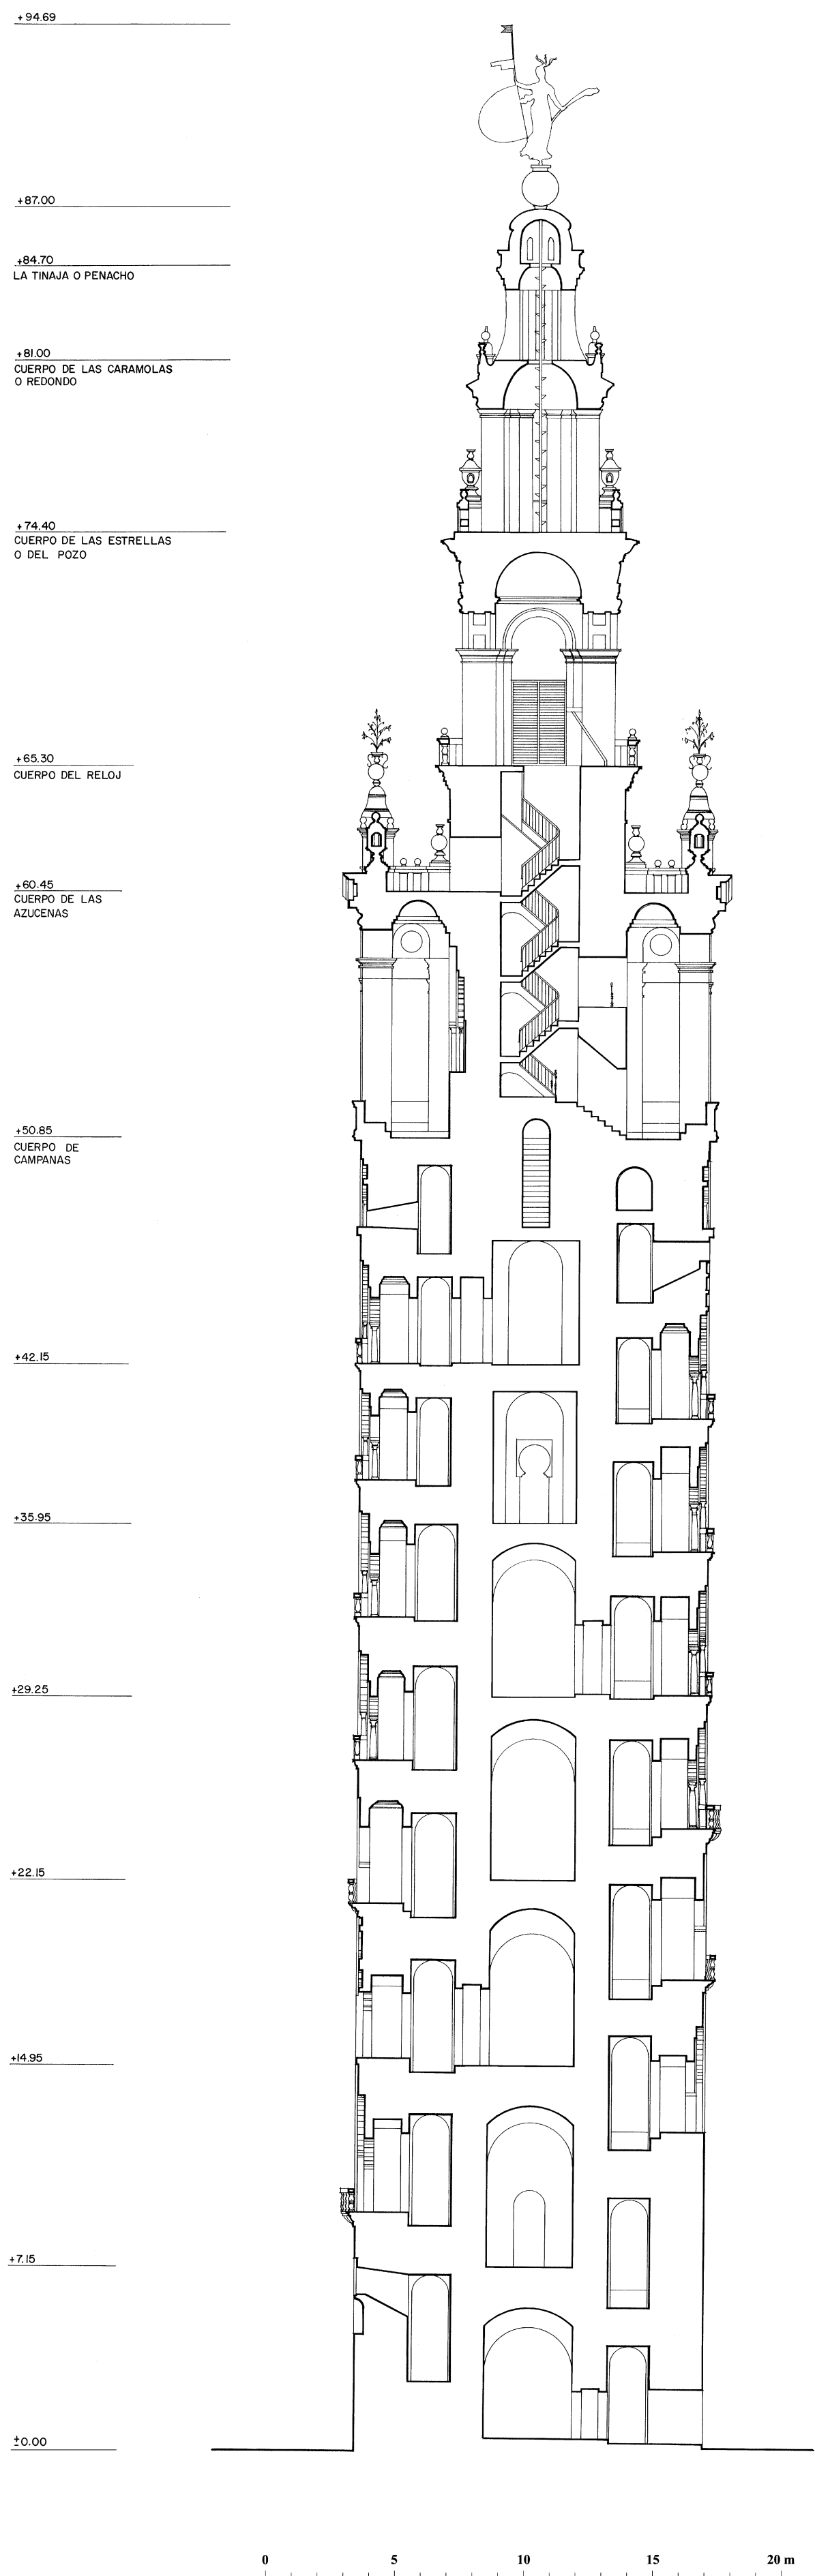 +94.69
+87.00
+84.70
LA TINAJA O PENACHO
+81.00
CUERPO DE LAS CARAMOLAS
O REDONDO
+74.40
CUERPO DE LAS ESTRELLAS
O DEL POZO
+65.30
CUERPO DEL RELOJ
+60.45
CUERPO DE LAS
AZUCENAS
+50.85
CUERPO DE
CAMPANAS
+42.15
+35.95
+29.25
+22.15
+14.95
+7.15
±0.00
0 5 10 15 20 m